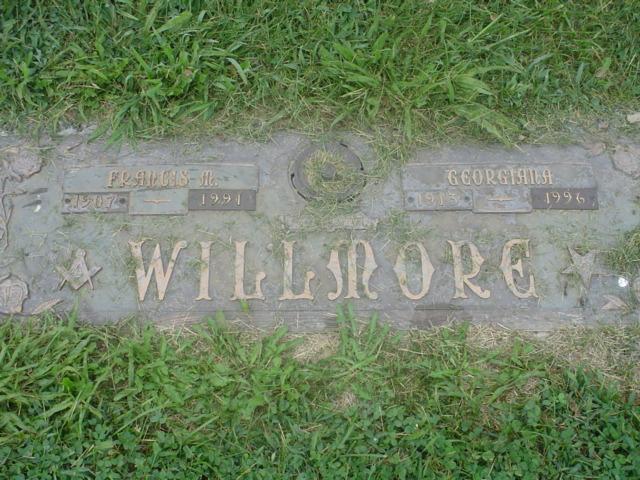 FRANCIS M. GEORGIANA
1907 — 1991 1913 — 1996
WILLMORE